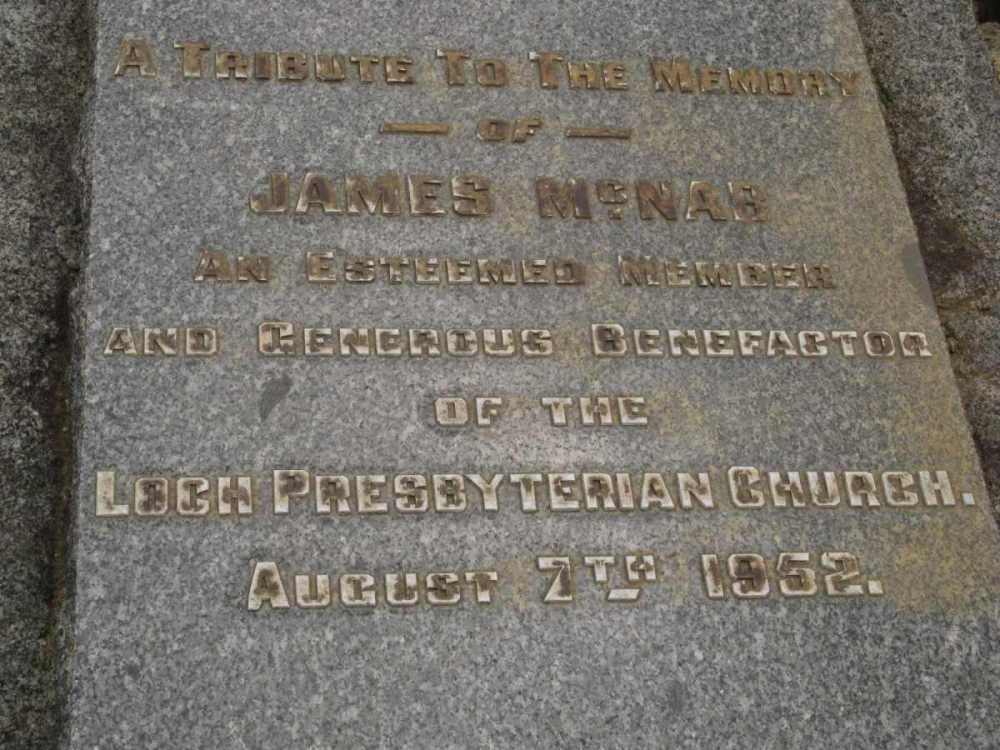 A TRIBUTE TO THE MEMORY
— OF —
JAMES McNAB
AN ESTEEMED MEMBER
AND GENEROUS BENEFACTOR
OF THE
LOCH PRESBYTERIAN CHURCH.
AUGUST 7TH 1952.